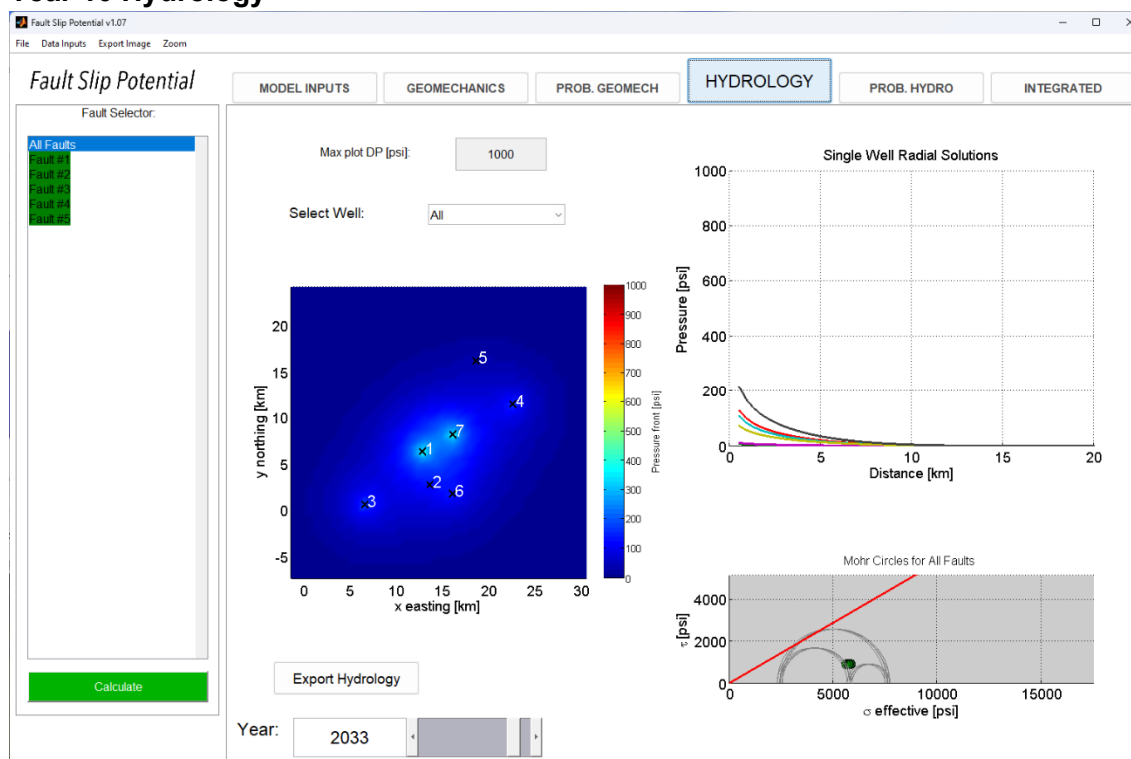 Year 10 Hydrology
Fault Slip Potential v1.07
File Data Inputs Export Image Zoom
Fault Slip Potential
MODEL INPUTS GEOMECHANICS PROB. GEOMECH HYDROLOGY PROB. HYDRO INTEGRATED
Fault Selector:
All Faults
Fault #1
Fault #2
Fault #3
Fault #4
Fault #5
Calculate
Max plot DP [psi]: 1000
Select Well: All
20
15
10
5
0
-5
y northing [km]
5
4
7
1
2
6
3
0 5 10 15 20 25 30
x easting [km]
1000
900
800
700
600
500
400
300
200
100
0
Pressure front [psi]
Export Hydrology
Year: 2033
Single Well Radial Solutions
1000
800
600
400
200
0
Pressure [psi]
0 5 10 15 20
Distance [km]
Mohr Circles for All Faults
4000
2000
0
τ [psi]
0 5000 10000 15000
σ effective [psi]